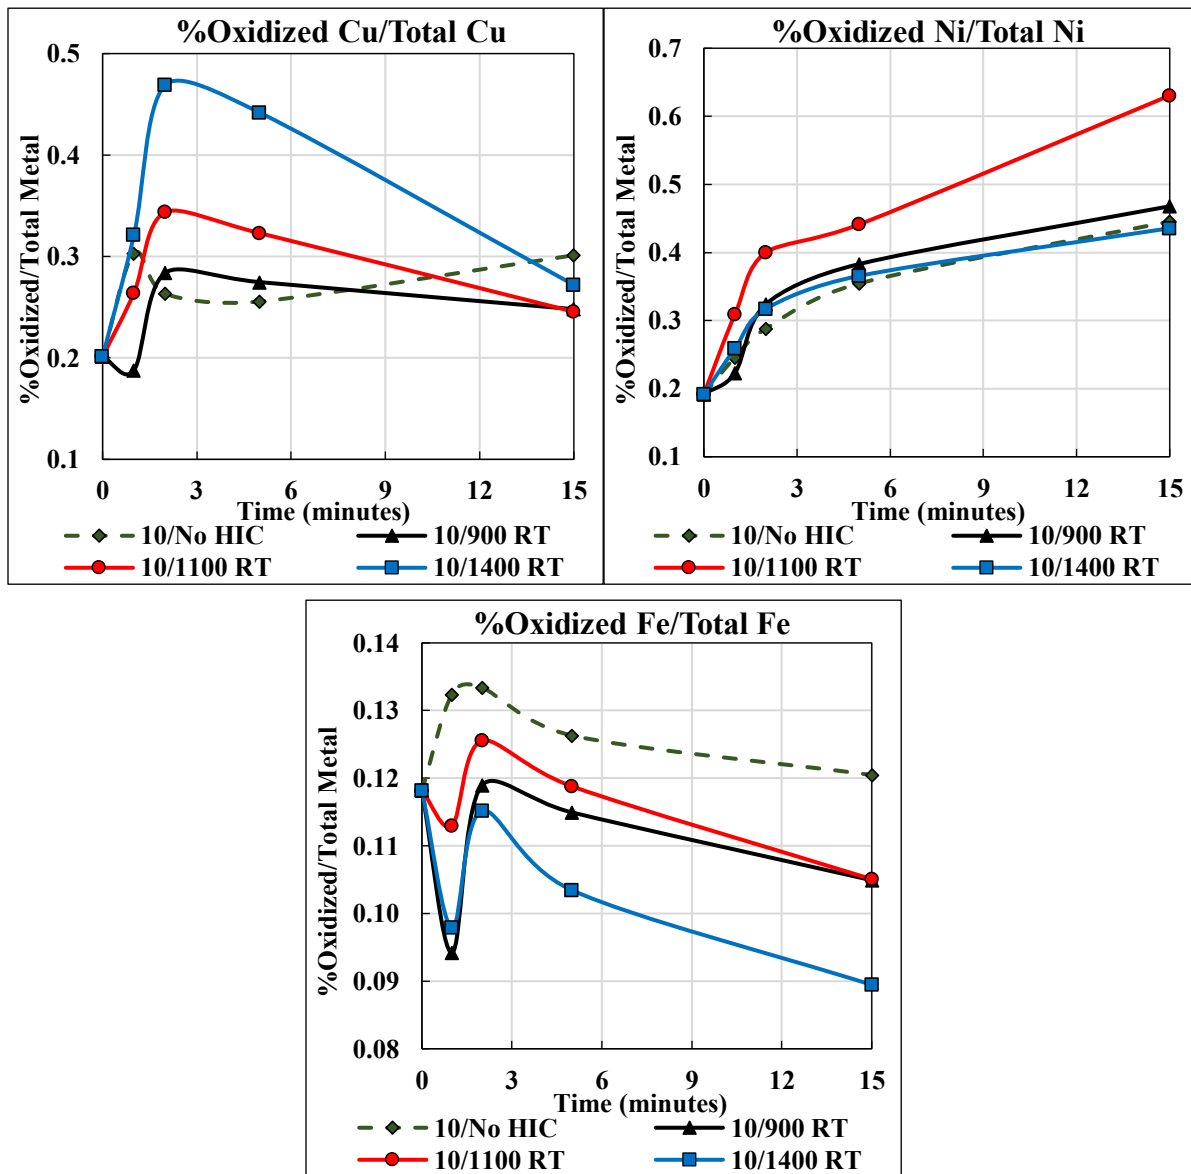 %Oxidized Cu/Total Cu
0.5
0.4
0.3
0.2
0.1
%Oxidized/Total Metal
0 3 6 9 12 15
Time (minutes)
10/No HIC 10/900 RT
10/1100 RT 10/1400 RT
%Oxidized Ni/Total Ni
0.7
0.6
0.5
0.4
0.3
0.2
0.1
%Oxidized/Total Metal
0 3 6 9 12 15
Time (minutes)
10/No HIC 10/900 RT
10/1100 RT 10/1400 RT
%Oxidized Fe/Total Fe
0.14
0.13
0.12
0.11
0.10
0.09
0.08
%Oxidized/Total Metal
0 3 6 9 12 15
Time (minutes)
10/No HIC 10/900 RT
10/1100 RT 10/1400 RT